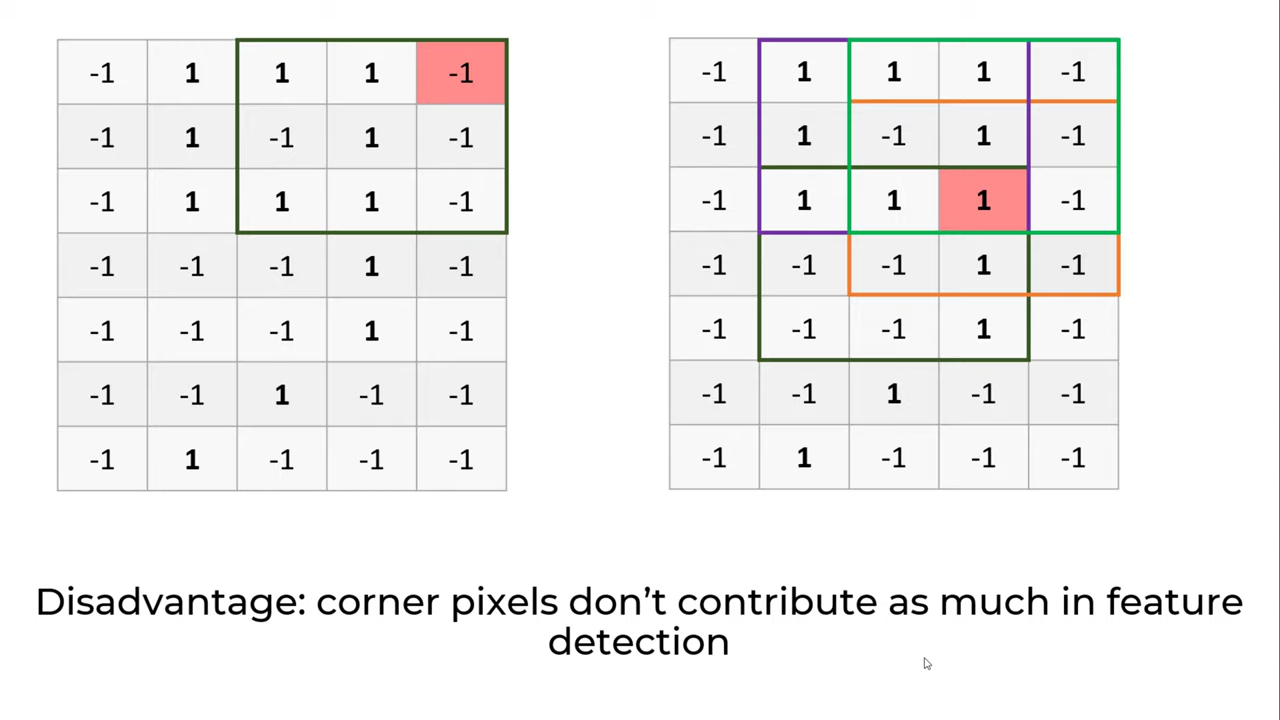 -1 1 1 1 -1
-1 1 -1 1 -1
-1 1 1 1 -1
-1 -1 -1 1 -1
-1 -1 -1 1 -1
-1 -1 1 -1 -1
-1 1 -1 -1 -1
-1 1 1 1 -1
-1 1 -1 1 -1
-1 1 1 1 -1
-1 -1 -1 1 -1
-1 -1 -1 1 -1
-1 -1 1 -1 -1
-1 1 -1 -1 -1
Disadvantage: corner pixels don’t contribute as much in feature
detection